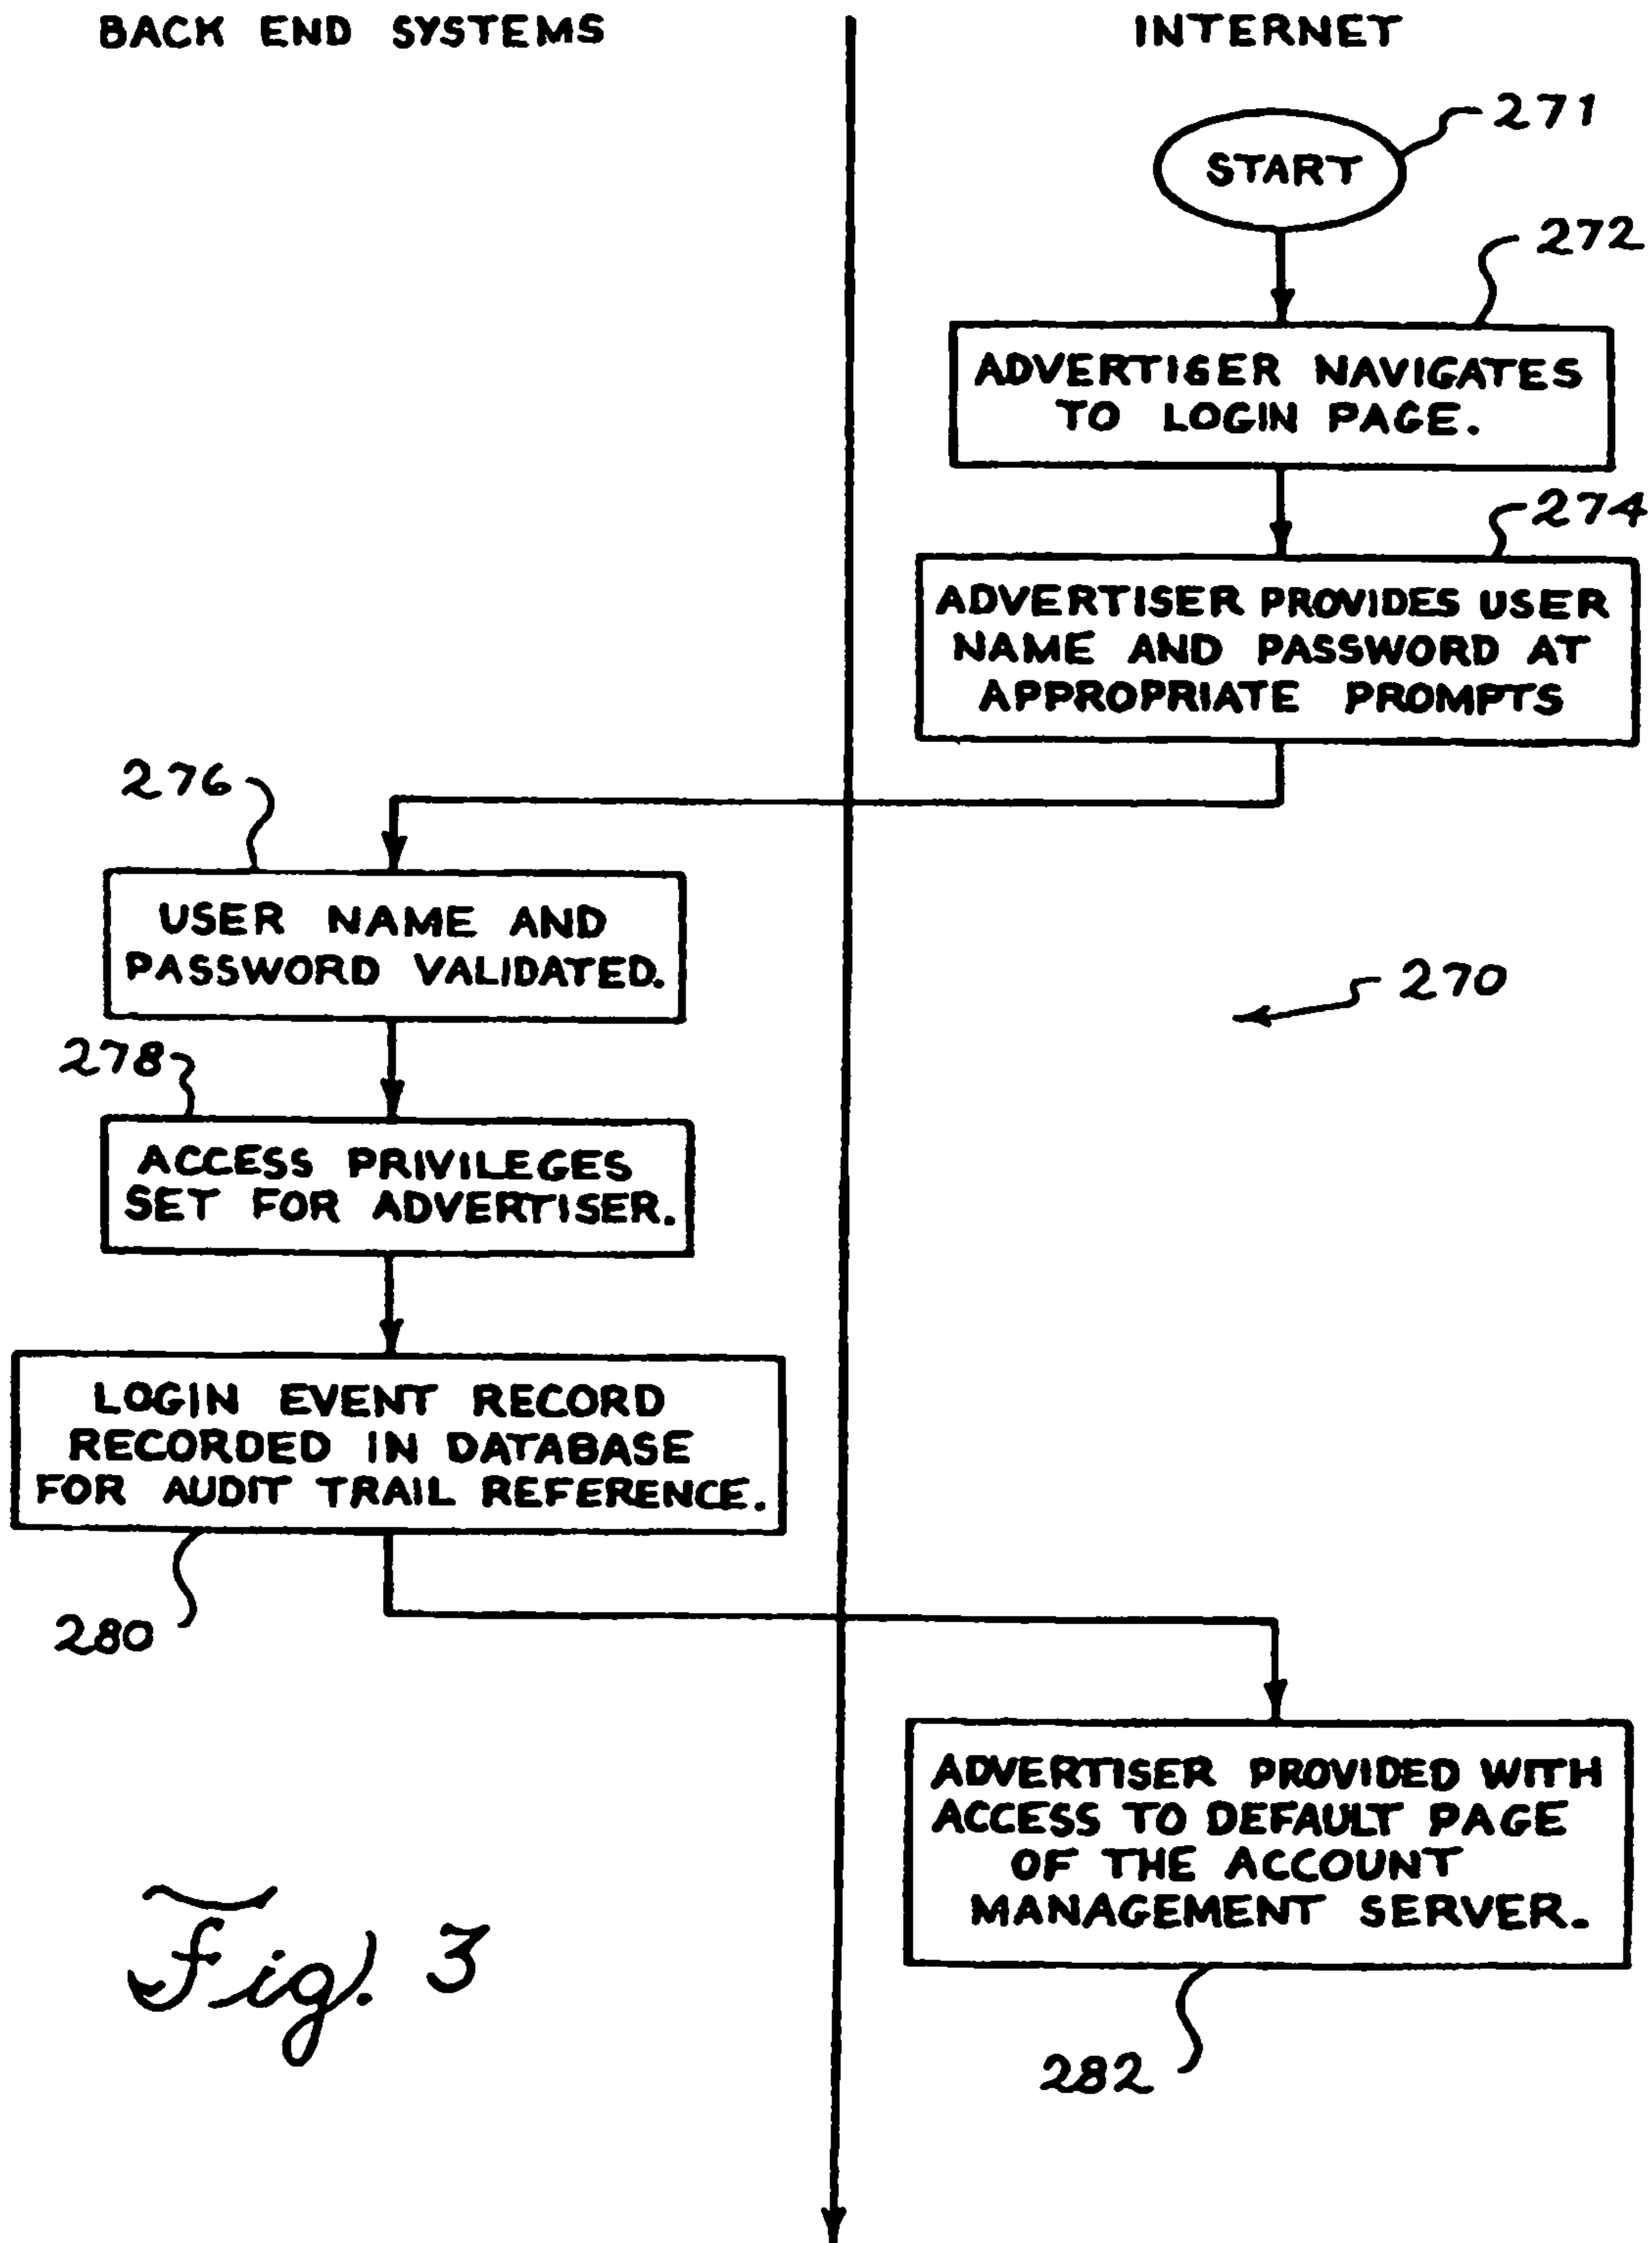 BACK END SYSTEMS
INTERNET
271
START
272
ADVERTISER NAVIGATES
TO LOGIN PAGE.
274
ADVERTISER PROVIDES USER
NAME AND PASSWORD AT
APPROPRIATE PROMPTS
276
USER NAME AND
PASSWORD VALIDATED.
270
278
ACCESS PRIVILEGES
SET FOR ADVERTISER.
LOGIN EVENT RECORD
RECORDED IN DATABASE
FOR AUDIT TRAIL REFERENCE.
280
ADVERTISER PROVIDED WITH
ACCESS TO DEFAULT PAGE
OF THE ACCOUNT
MANAGEMENT SERVER.
282
Fig. 3